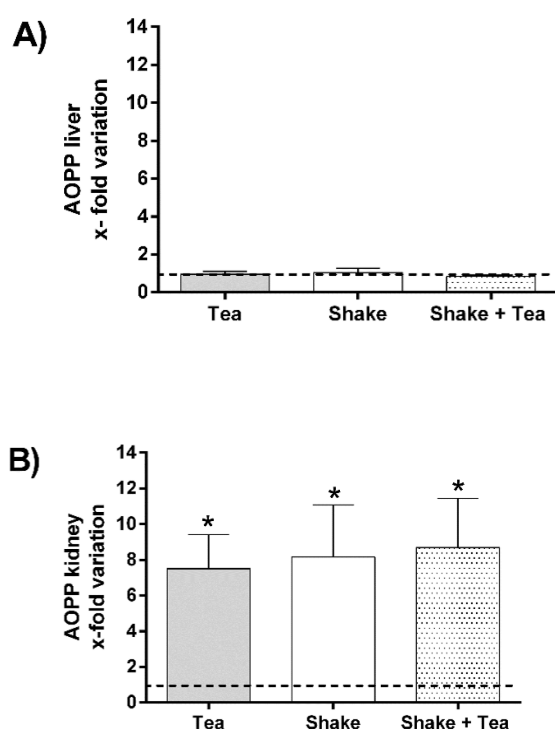 A)
AOPP liver
x- fold variation
14
12
10
8
6
4
2
0
Tea Shake Shake + Tea
B)
AOPP kidney
x-fold variation
14
12
10
8
6
4
2
0
* * *
Tea Shake Shake + Tea